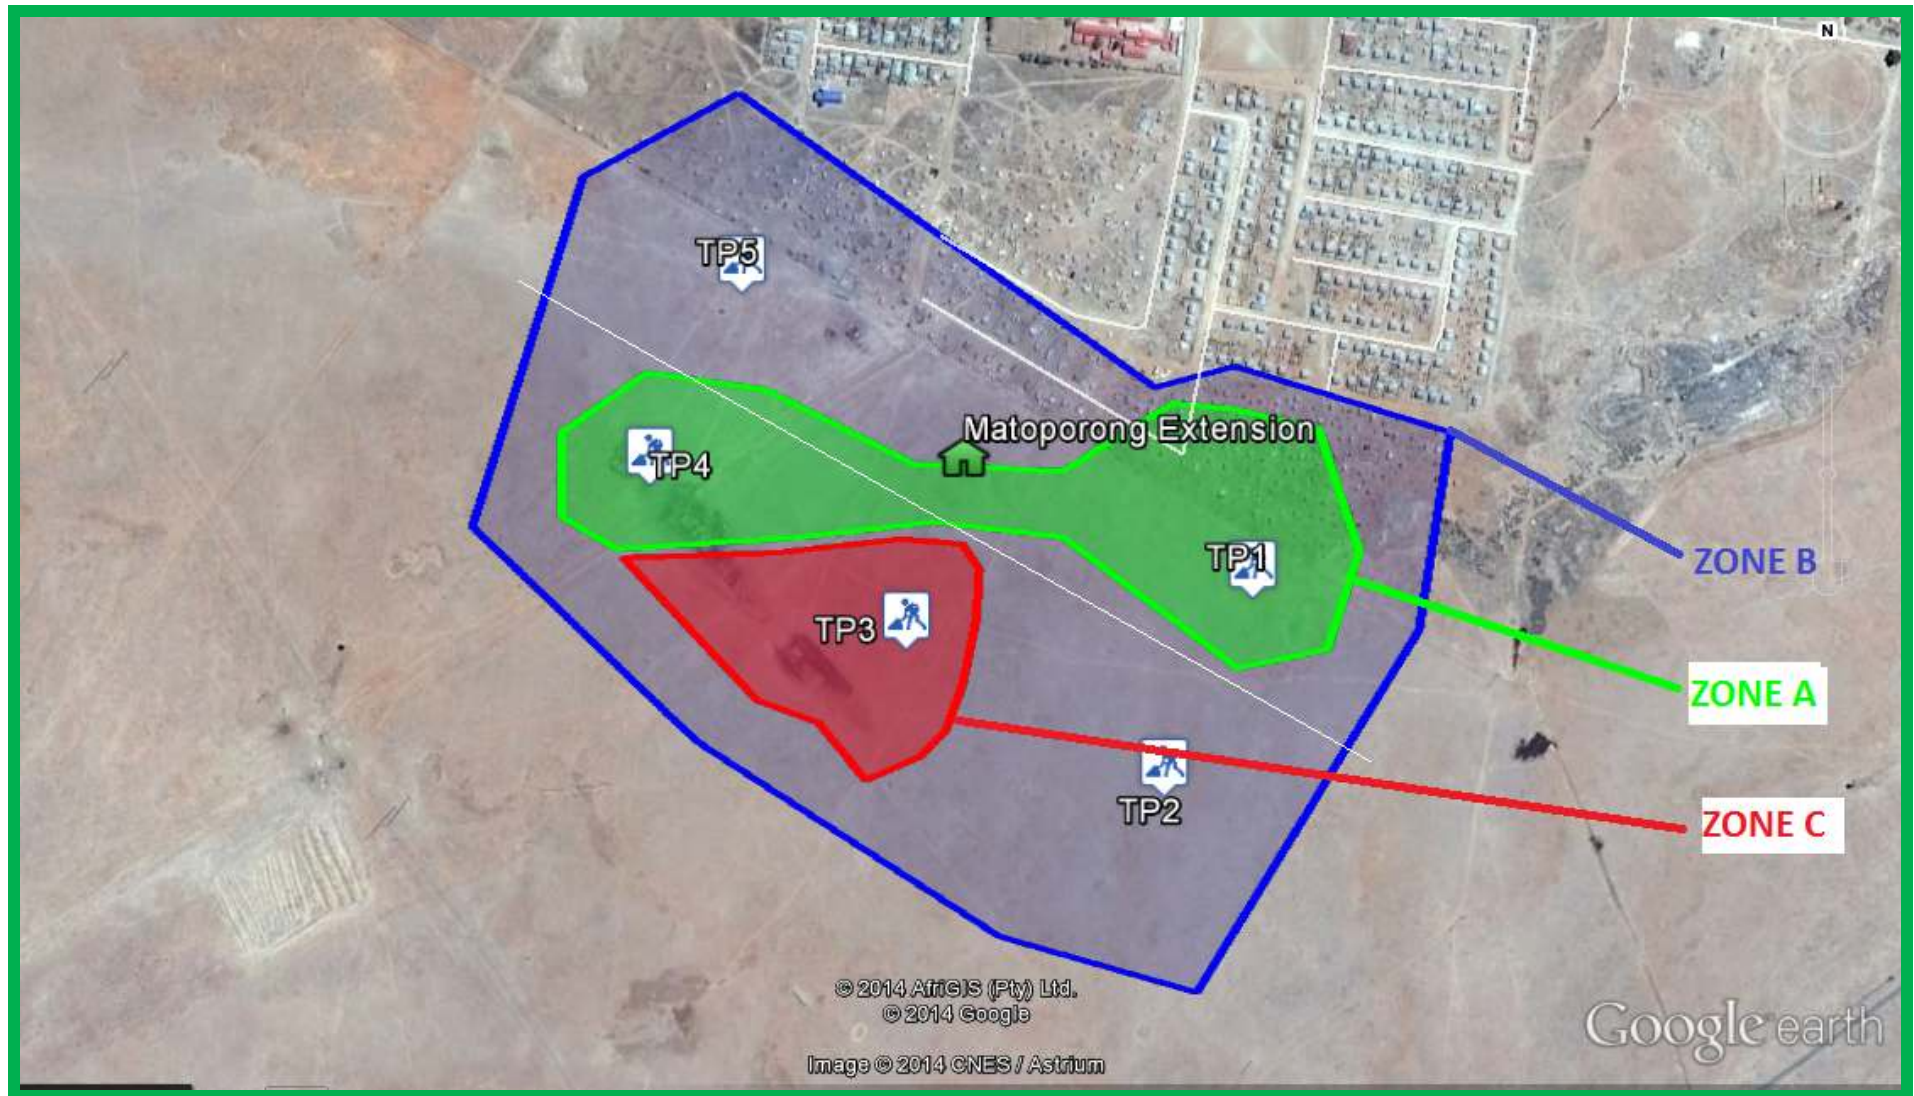 N
TP5
Matoporong Extension
TP4
TP1
ZONE B
TP3
ZONE A
TP2
ZONE C
© 2014 AfriGIS (Pty) Ltd.
© 2014 Google
Image © 2014 CNES / Astrium
Google earth